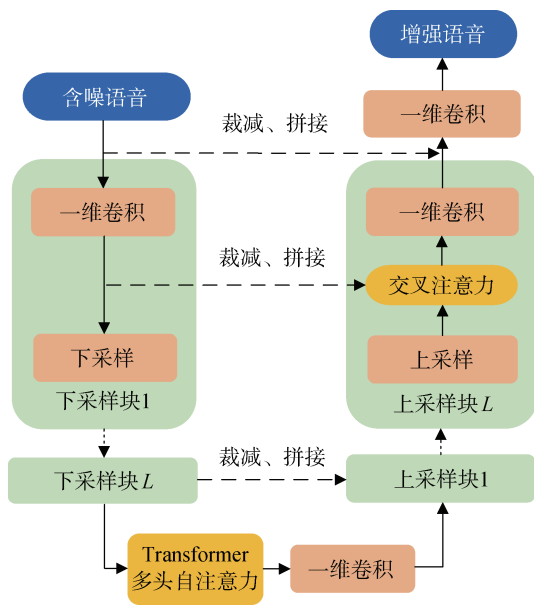 增强语音
含噪语音
一维卷积
裁减、拼接
一维卷积
一维卷积
裁减、拼接
交叉注意力
下采样
上采样
下采样块1
上采样块L
裁减、拼接
下采样块L
上采样块1
Transformer
多头自注意力
一维卷积